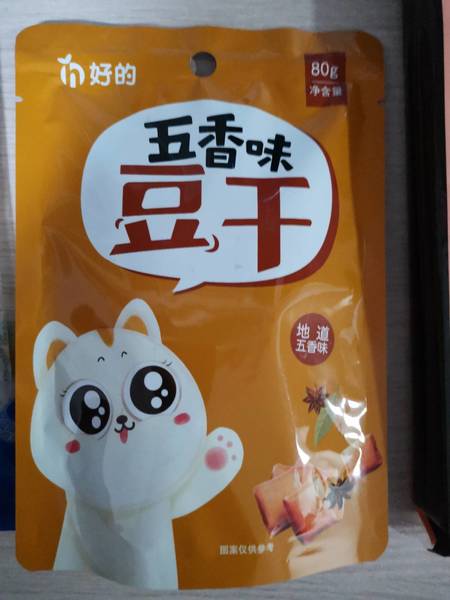 好的
80g
净含量
五香味
豆干
地道
五香味
图案仅供参考